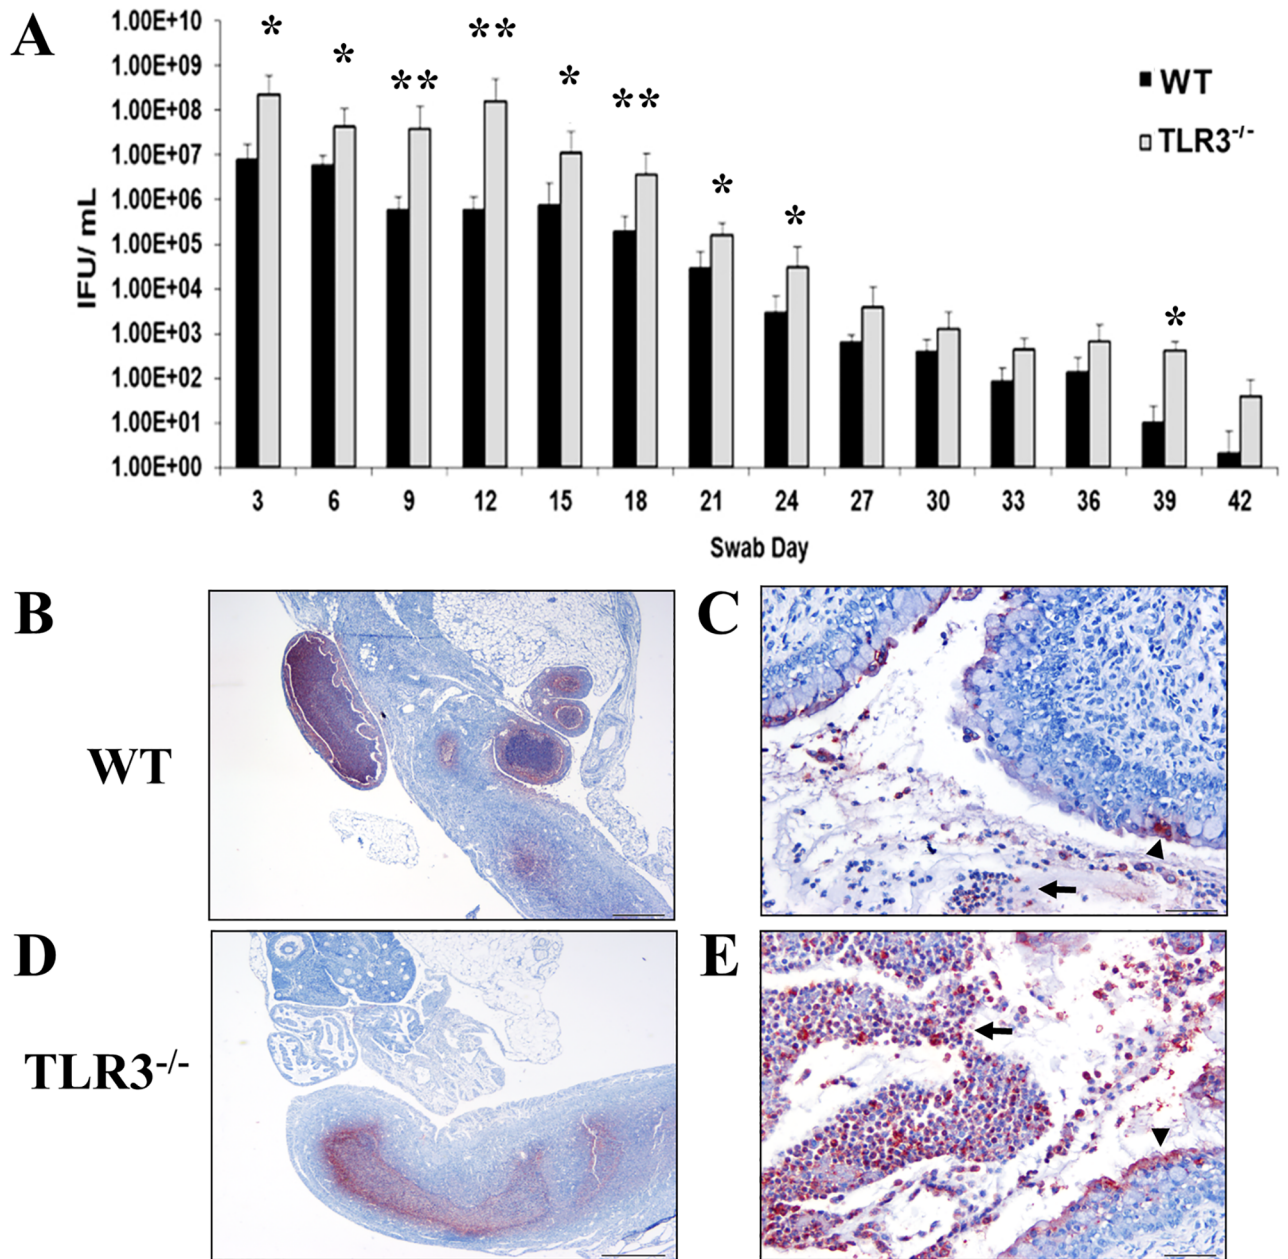 A
1.00E+10
1.00E+09
1.00E+08
1.00E+07
1.00E+06
1.00E+05
1.00E+04
1.00E+03
1.00E+02
1.00E+01
1.00E+00
IFU/ mL
* * ** ** * ** * * *
WT
TLR3-/-
3 6 9 12 15 18 21 24 27 30 33 36 39 42
Swab Day
B
C
WT
D
E
TLR3-/-